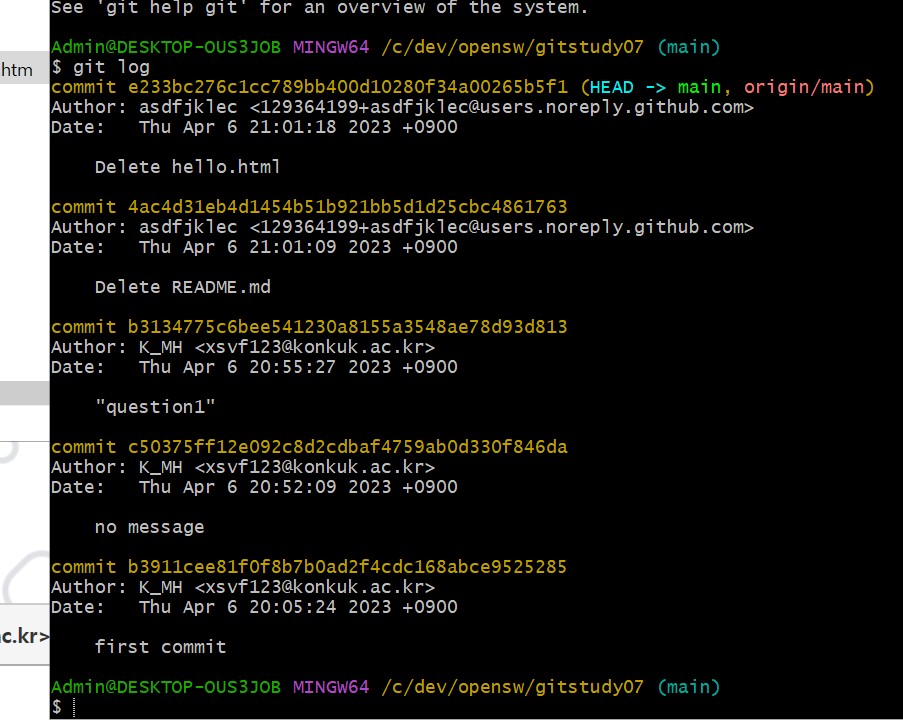 See 'git help git' for an overview of the system.
Admin@DESKTOP-OUS3JOB MINGW64 /c/dev/opensw/gitstudy07 (main)
$ git log
htm
commit e233bc276c1cc789bb400d10280f34a00265b5f1 (HEAD -> main, origin/main)
Author: asdfjklec <129364199+asdfjklec@users.noreply.github.com>
Date:   Thu Apr 6 21:01:18 2023 +0900
Delete hello.html
commit 4ac4d31eb4d1454b51b921bb5d1d25cbc4861763
Author: asdfjklec <129364199+asdfjklec@users.noreply.github.com>
Date:   Thu Apr 6 21:01:09 2023 +0900
Delete README.md
commit b3134775c6bee541230a8155a3548ae78d93d813
Author: K_MH <xsvf123@konkuk.ac.kr>
Date:   Thu Apr 6 20:55:27 2023 +0900
"question1"
commit c50375ff12e092c8d2cdbaf4759ab0d330f846da
Author: K_MH <xsvf123@konkuk.ac.kr>
Date:   Thu Apr 6 20:52:09 2023 +0900
no message
commit b3911cee81f0f8b7b0ad2f4cdc168abce9525285
Author: K_MH <xsvf123@konkuk.ac.kr>
Date:   Thu Apr 6 20:05:24 2023 +0900
c.kr>
first commit
Admin@DESKTOP-OUS3JOB MINGW64 /c/dev/opensw/gitstudy07 (main)
$